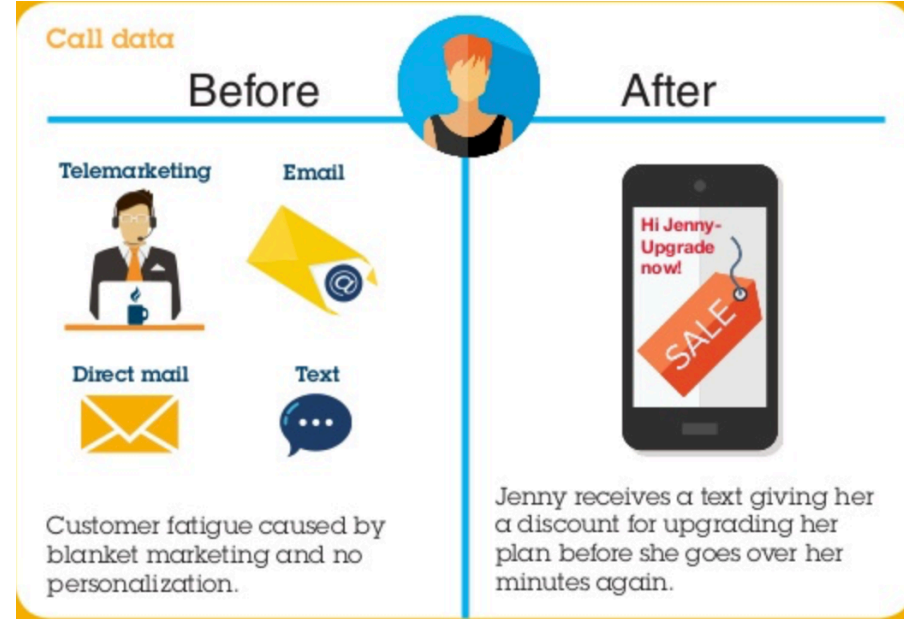 Call data
Before
After
Telemarketing
Email
@
Direct mail
Text
Customer fatigue caused by
blanket marketing and no
personalization.
Hi Jenny-
Upgrade
now!
SALE
Jenny receives a text giving her
a discount for upgrading her
plan before she goes over her
minutes again.